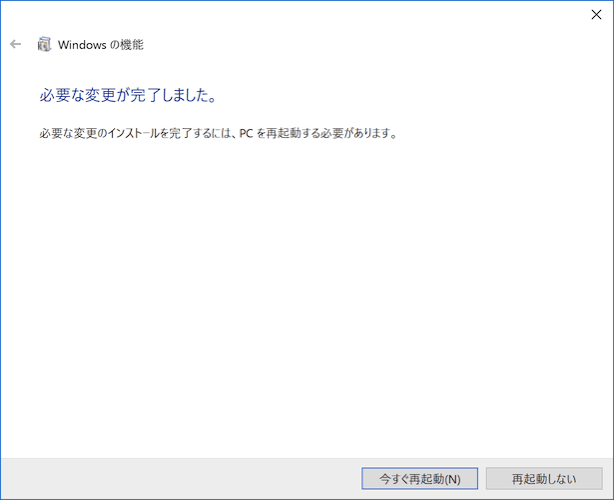 Windows の機能
必要な変更が完了しました。
必要な変更のインストールを完了するには、PC を再起動する必要があります。
今すぐ再起動(N)
再起動しない